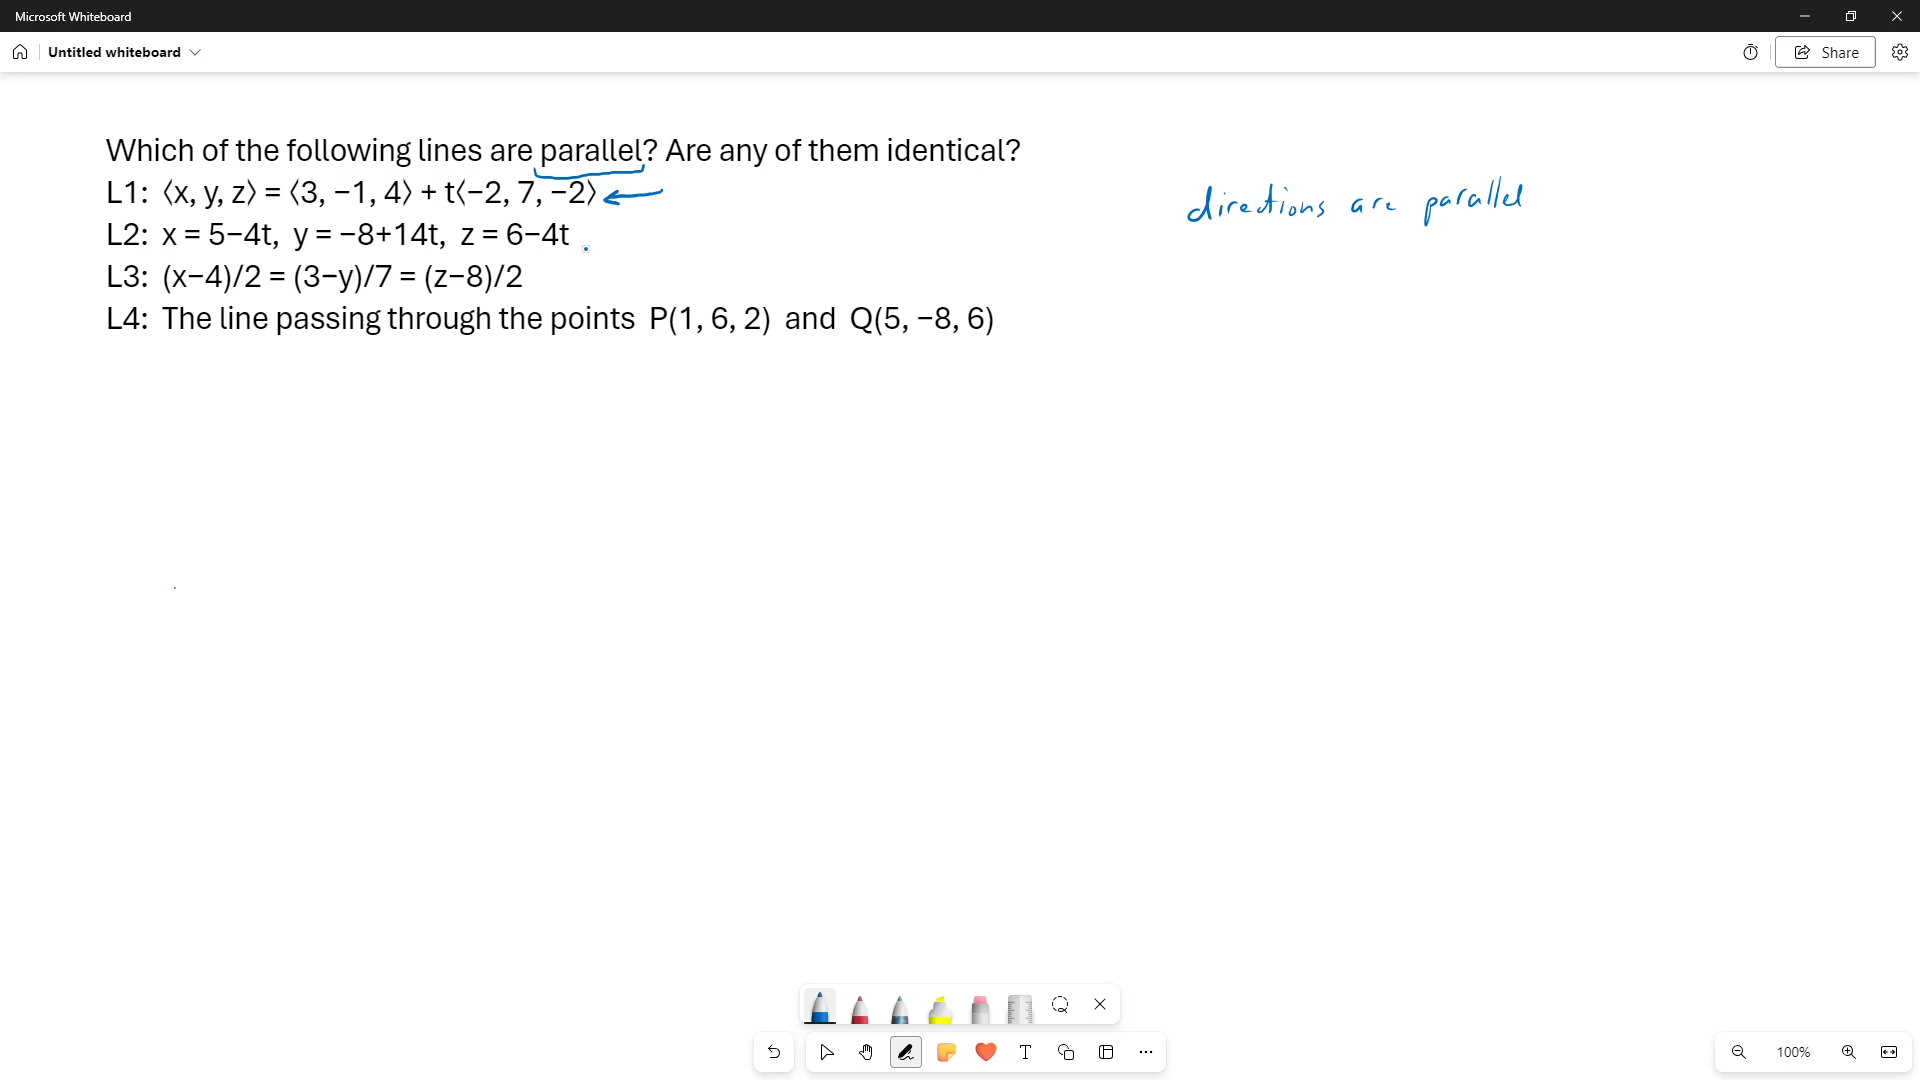 Microsoft Whiteboard
Untitled whiteboard
Share
Which of the following lines are parallel? Are any of them identical?
L1: ⟨x, y, z⟩ = ⟨3, −1, 4⟩ + t⟨−2, 7, −2⟩
directions are parallel
L2: x = 5−4t, y = −8+14t, z = 6−4t
L3: (x−4)/2 = (3−y)/7 = (z−8)/2
L4: The line passing through the points P(1, 6, 2) and Q(5, −8, 6)
100%